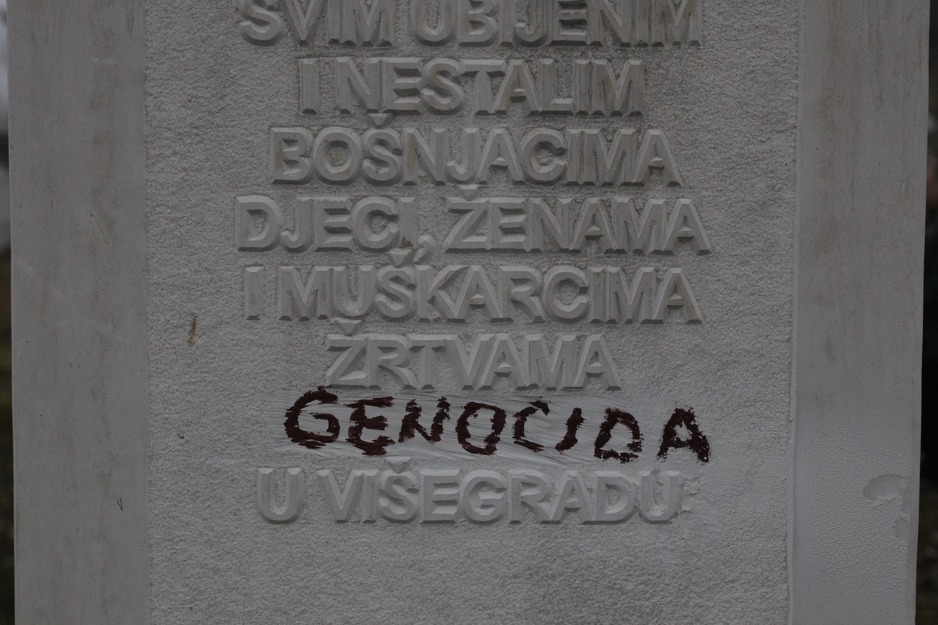 SVIM UBIJENIM
I NESTALIM
BOŠNJACIMA
DJECI, ŽENAMA
I MUŠKARCIMA
ŽRTVAMA
GENOCIDA
U VIŠEGRADU